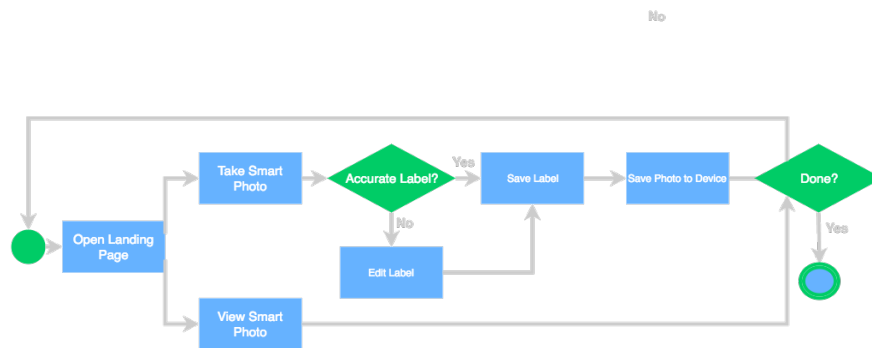 No
Take Smart
Photo
Accurate Label?
Yes
Save Label
Save Photo to Device
Done?
No
Yes
Open Landing
Page
Edit Label
View Smart
Photo